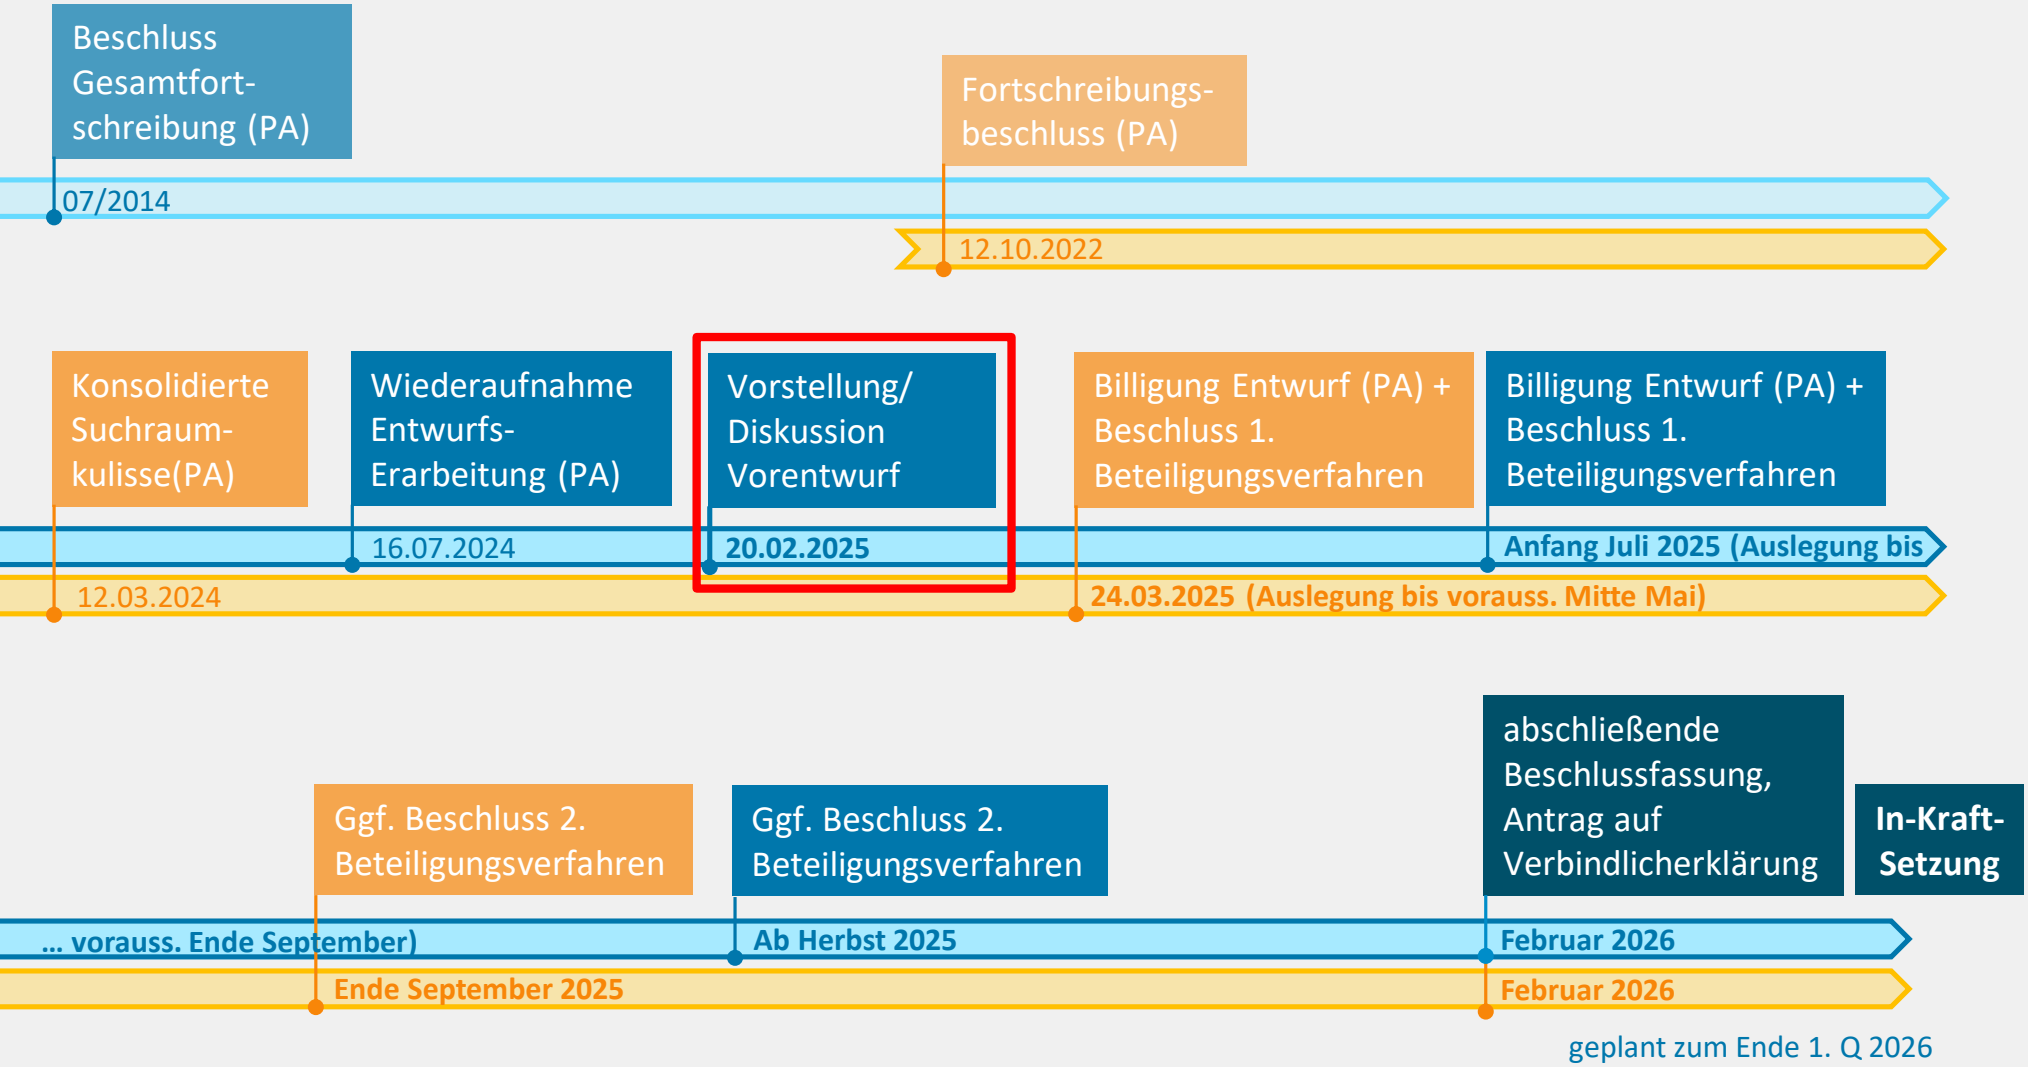 Beschluss
Gesamtfort-
schreibung (PA)
Fortschreibungs-
beschluss (PA)
07/2014
12.10.2022
Konsolidierte
Suchraum-
kulisse(PA)
Wiederaufnahme
Entwurfs-
Erarbeitung (PA)
Vorstellung/
Diskussion
Vorentwurf
Billigung Entwurf (PA) +
Beschluss 1.
Beteiligungsverfahren
Billigung Entwurf (PA) +
Beschluss 1.
Beteiligungsverfahren
16.07.2024
20.02.2025
Anfang Juli 2025 (Auslegung bis
12.03.2024
24.03.2025 (Auslegung bis vorauss. Mitte Mai)
Ggf. Beschluss 2.
Beteiligungsverfahren
Ggf. Beschluss 2.
Beteiligungsverfahren
abschließende
Beschlussfassung,
Antrag auf
Verbindlicherklärung
In-Kraft-
Setzung
... vorauss. Ende September)
Ab Herbst 2025
Februar 2026
Ende September 2025
Februar 2026
geplant zum Ende 1. Q 2026